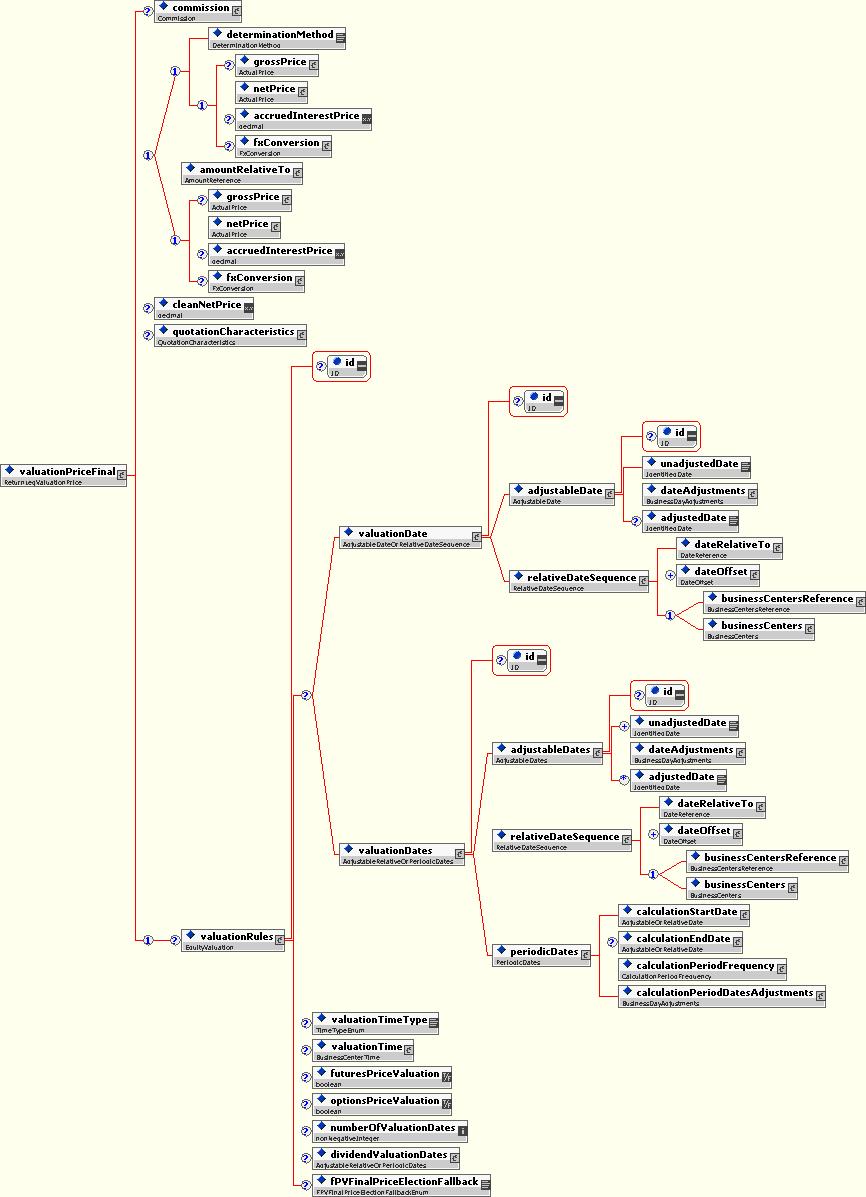 commission
Commission
determinationMethod
DeterminationMethod
grossPrice
ActualPrice
netPrice
ActualPrice
accruedInterestPrice
decimal
fxConversion
FxConversion
amountRelativeTo
AmountReference
grossPrice
ActualPrice
netPrice
ActualPrice
accruedInterestPrice
decimal
fxConversion
FxConversion
cleanNetPrice
decimal
quotationCharacteristics
QuotationCharacteristics
id
ID
id
ID
id
ID
valuationPriceFinal
ReturnLegValuationPrice
unadjustedDate
IdentifiedDate
adjustableDate
AdjustableDate
dateAdjustments
BusinessDayAdjustments
adjustedDate
IdentifiedDate
valuationDate
AdjustableDateOrRelativeDateSequence
dateRelativeTo
DateReference
relativeDateSequence
RelativeDateSequence
dateOffset
DateOffset
businessCentersReference
BusinessCentersReference
businessCenters
BusinessCenters
id
ID
id
ID
unadjustedDate
IdentifiedDate
adjustableDates
AdjustableDates
dateAdjustments
BusinessDayAdjustments
adjustedDate
IdentifiedDate
dateRelativeTo
DateReference
relativeDateSequence
RelativeDateSequence
dateOffset
DateOffset
valuationDates
AdjustableRelativeOrPeriodicDates
businessCentersReference
BusinessCentersReference
businessCenters
BusinessCenters
calculationStartDate
AdjustableOrRelativeDate
valuationRules
EquityValuation
calculationEndDate
AdjustableOrRelativeDate
periodicDates
PeriodicDates
calculationPeriodFrequency
CalculationPeriodFrequency
calculationPeriodDatesAdjustments
BusinessDayAdjustments
valuationTimeType
TimeTypeEnum
valuationTime
BusinessCenterTime
futuresPriceValuation
boolean
optionsPriceValuation
boolean
numberOfValuationDates
nonNegativeInteger
dividendValuationDates
AdjustableRelativeOrPeriodicDates
fPVFinalPriceElectionFallback
FPVFinalPriceElectionFallbackEnum